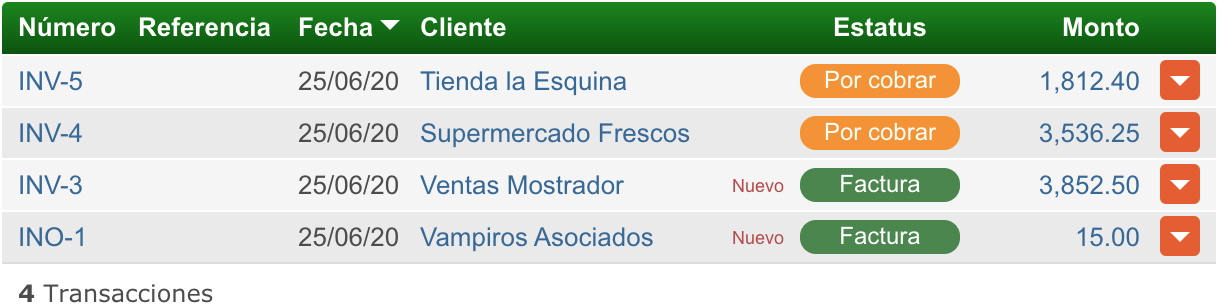 Número Referencia Fecha Cliente Estatus Monto
INV-5 25/06/20 Tienda la Esquina Por cobrar 1,812.40
INV-4 25/06/20 Supermercado Frescos Por cobrar 3,536.25
INV-3 25/06/20 Ventas Mostrador Nuevo Factura 3,852.50
INO-1 25/06/20 Vampiros Asociados Nuevo Factura 15.00
4 Transacciones